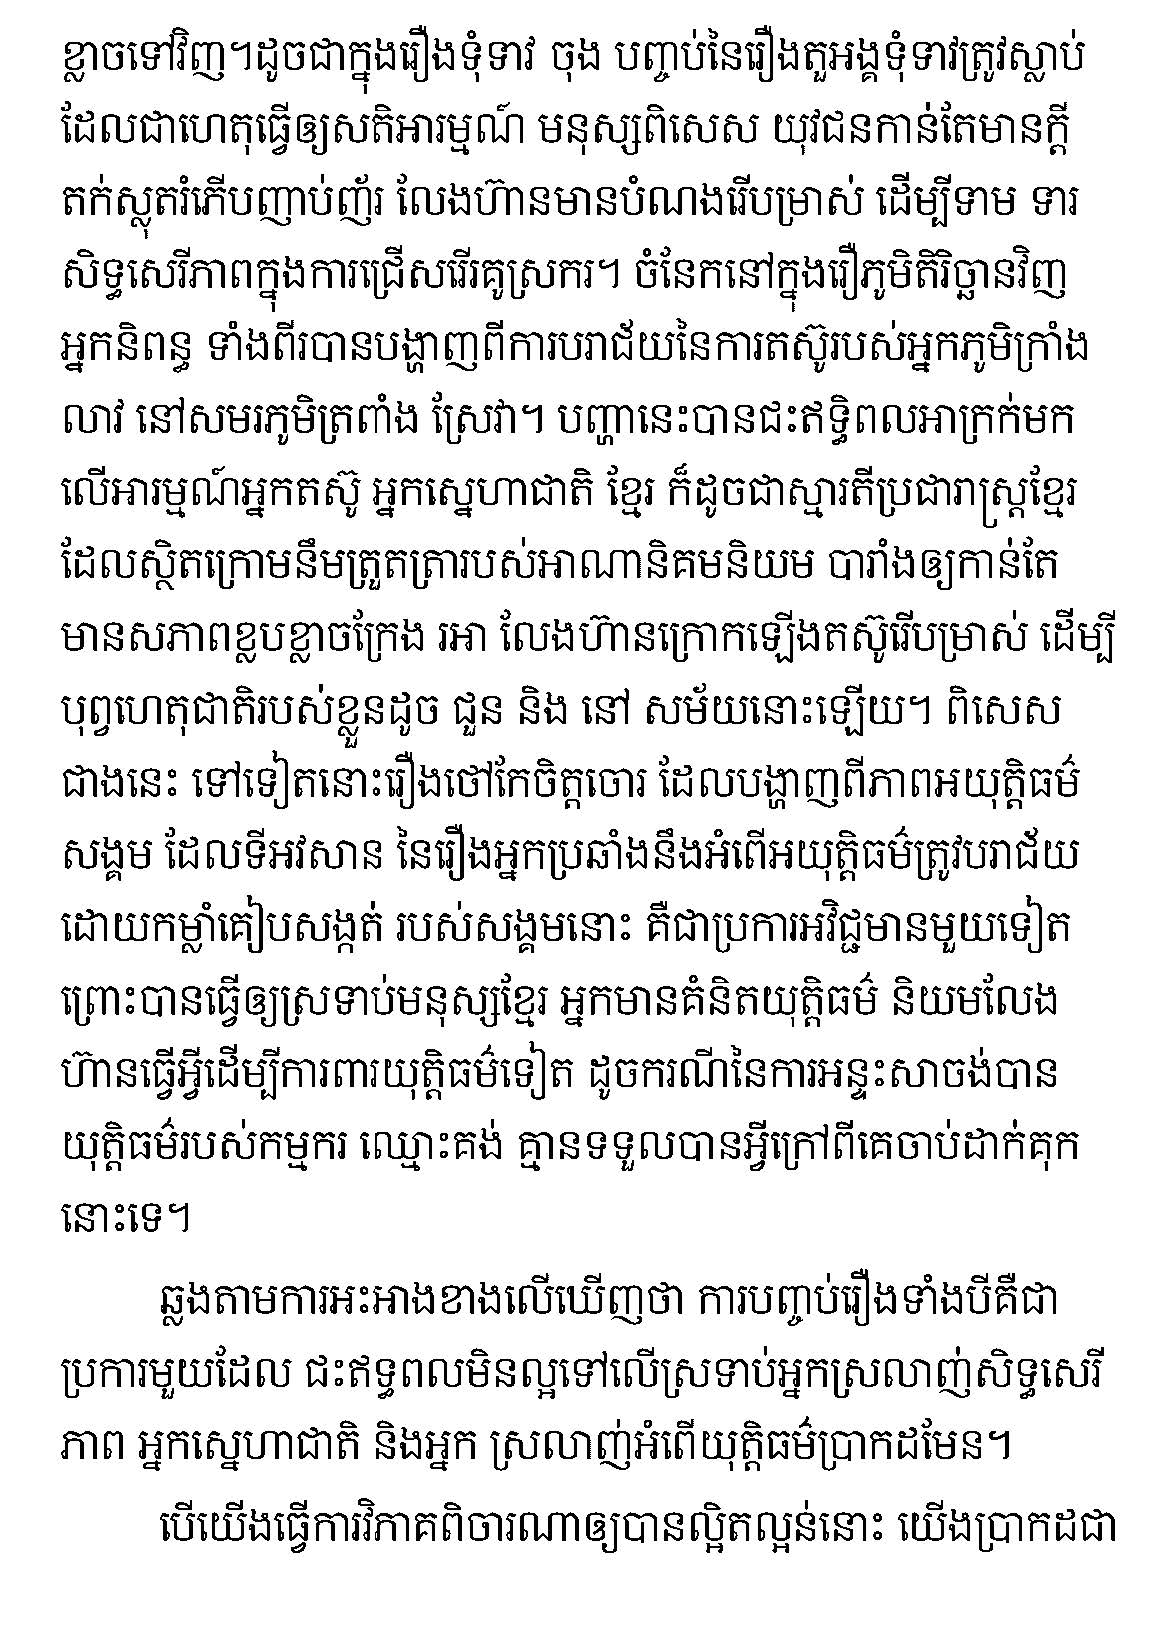 ខ្លាចទៅវិញ។ដូចជាក្នុងរឿងទុំទាវ ចុង បញ្ចប់នៃរឿងតួអង្គទុំទាវត្រូវស្លាប់
ដែលជាហេតុធ្វើឲ្យសតិអារម្មណ៍ មនុស្សពិសេស យុវជនកាន់តែមានក្តី
តក់ស្លុតរំភើបញាប់ញ័រ លែងហ៊ានមានបំណងរើបម្រាស់ ដើម្បីទាម ទារ
សិទ្ធសេរីភាពក្នុងការជ្រើសរើរគូស្រករ។ ចំនែកនៅក្នុងរឿភូមិតិរិច្ឆានវិញ
អ្នកនិពន្ធ ទាំងពីរបានបង្ហាញពីការបរាជ័យនៃការតស៊ូរបស់អ្នកភូមិក្រាំង
លាវ នៅសមរភូមិត្រពាំង ស្រែវា។ បញ្ហានេះបានជះឥទ្ធិពលអាក្រក់មក
លើអារម្មណ៍អ្នកតស៊ូ អ្នកស្នេហាជាតិ ខ្មែរ ក៏ដូចជាស្មារតីប្រជារាស្ត្រខ្មែរ
ដែលស្ថិតក្រោមនឹមត្រួតត្រារបស់អាណានិគមនិយម បារាំងឲ្យកាន់តែ
មានសភាពខ្លបខ្លាចក្រែង រអា លែងហ៊ានក្រោកឡើងតស៊ូរើបម្រាស់ ដើម្បី
បុព្វហេតុជាតិរបស់ខ្លួនដូច ជួន និង នៅ សម័យនោះឡើយ។ ពិសេស
ជាងនេះ ទៅទៀតនោះរឿងថៅកែចិត្តចោរ ដែលបង្ហាញពីភាពអយុត្តិធម៌
សង្គម ដែលទីអវសាន នៃរឿងអ្នកប្រឆាំងនឹងអំពើអយុត្តិធម៌ត្រូវបរាជ័យ
ដោយកម្លាំគៀបសង្កត់ របស់សង្គមនោះ គឺជាប្រការអវិជ្ជមានមួយទៀត
ព្រោះបានធ្វើឲ្យស្រទាប់មនុស្សខ្មែរ អ្នកមានគំនិតយុត្តិធម៌ និយមលែង
ហ៊ានធ្វើអ្វីដើម្បីការពារយុត្តិធម៌ទៀត ដូចករណីនៃការអន្ទះសាចង់បាន
យុត្តិធម៌របស់កម្មករ ឈ្មោះគង់ គ្មានទទួលបានអ្វីក្រៅពីគេចាប់ដាក់គុក
នោះទេ។
ឆ្លងតាមការអះអាងខាងលើឃើញថា ការបញ្ចប់រឿងទាំងបីគឺជា
ប្រការមួយដែល ជះឥទ្ធពលមិនល្អទៅលើស្រទាប់អ្នកស្រលាញ់សិទ្ធសេរី
ភាព អ្នកស្នេហាជាតិ និងអ្នក ស្រលាញ់អំពើយុត្តិធម៌ប្រាកដមែន។
បើយើងធ្វើការវិភាគពិចារណាឲ្យបានល្អិតល្អន់នោះ យើងប្រាកដជា